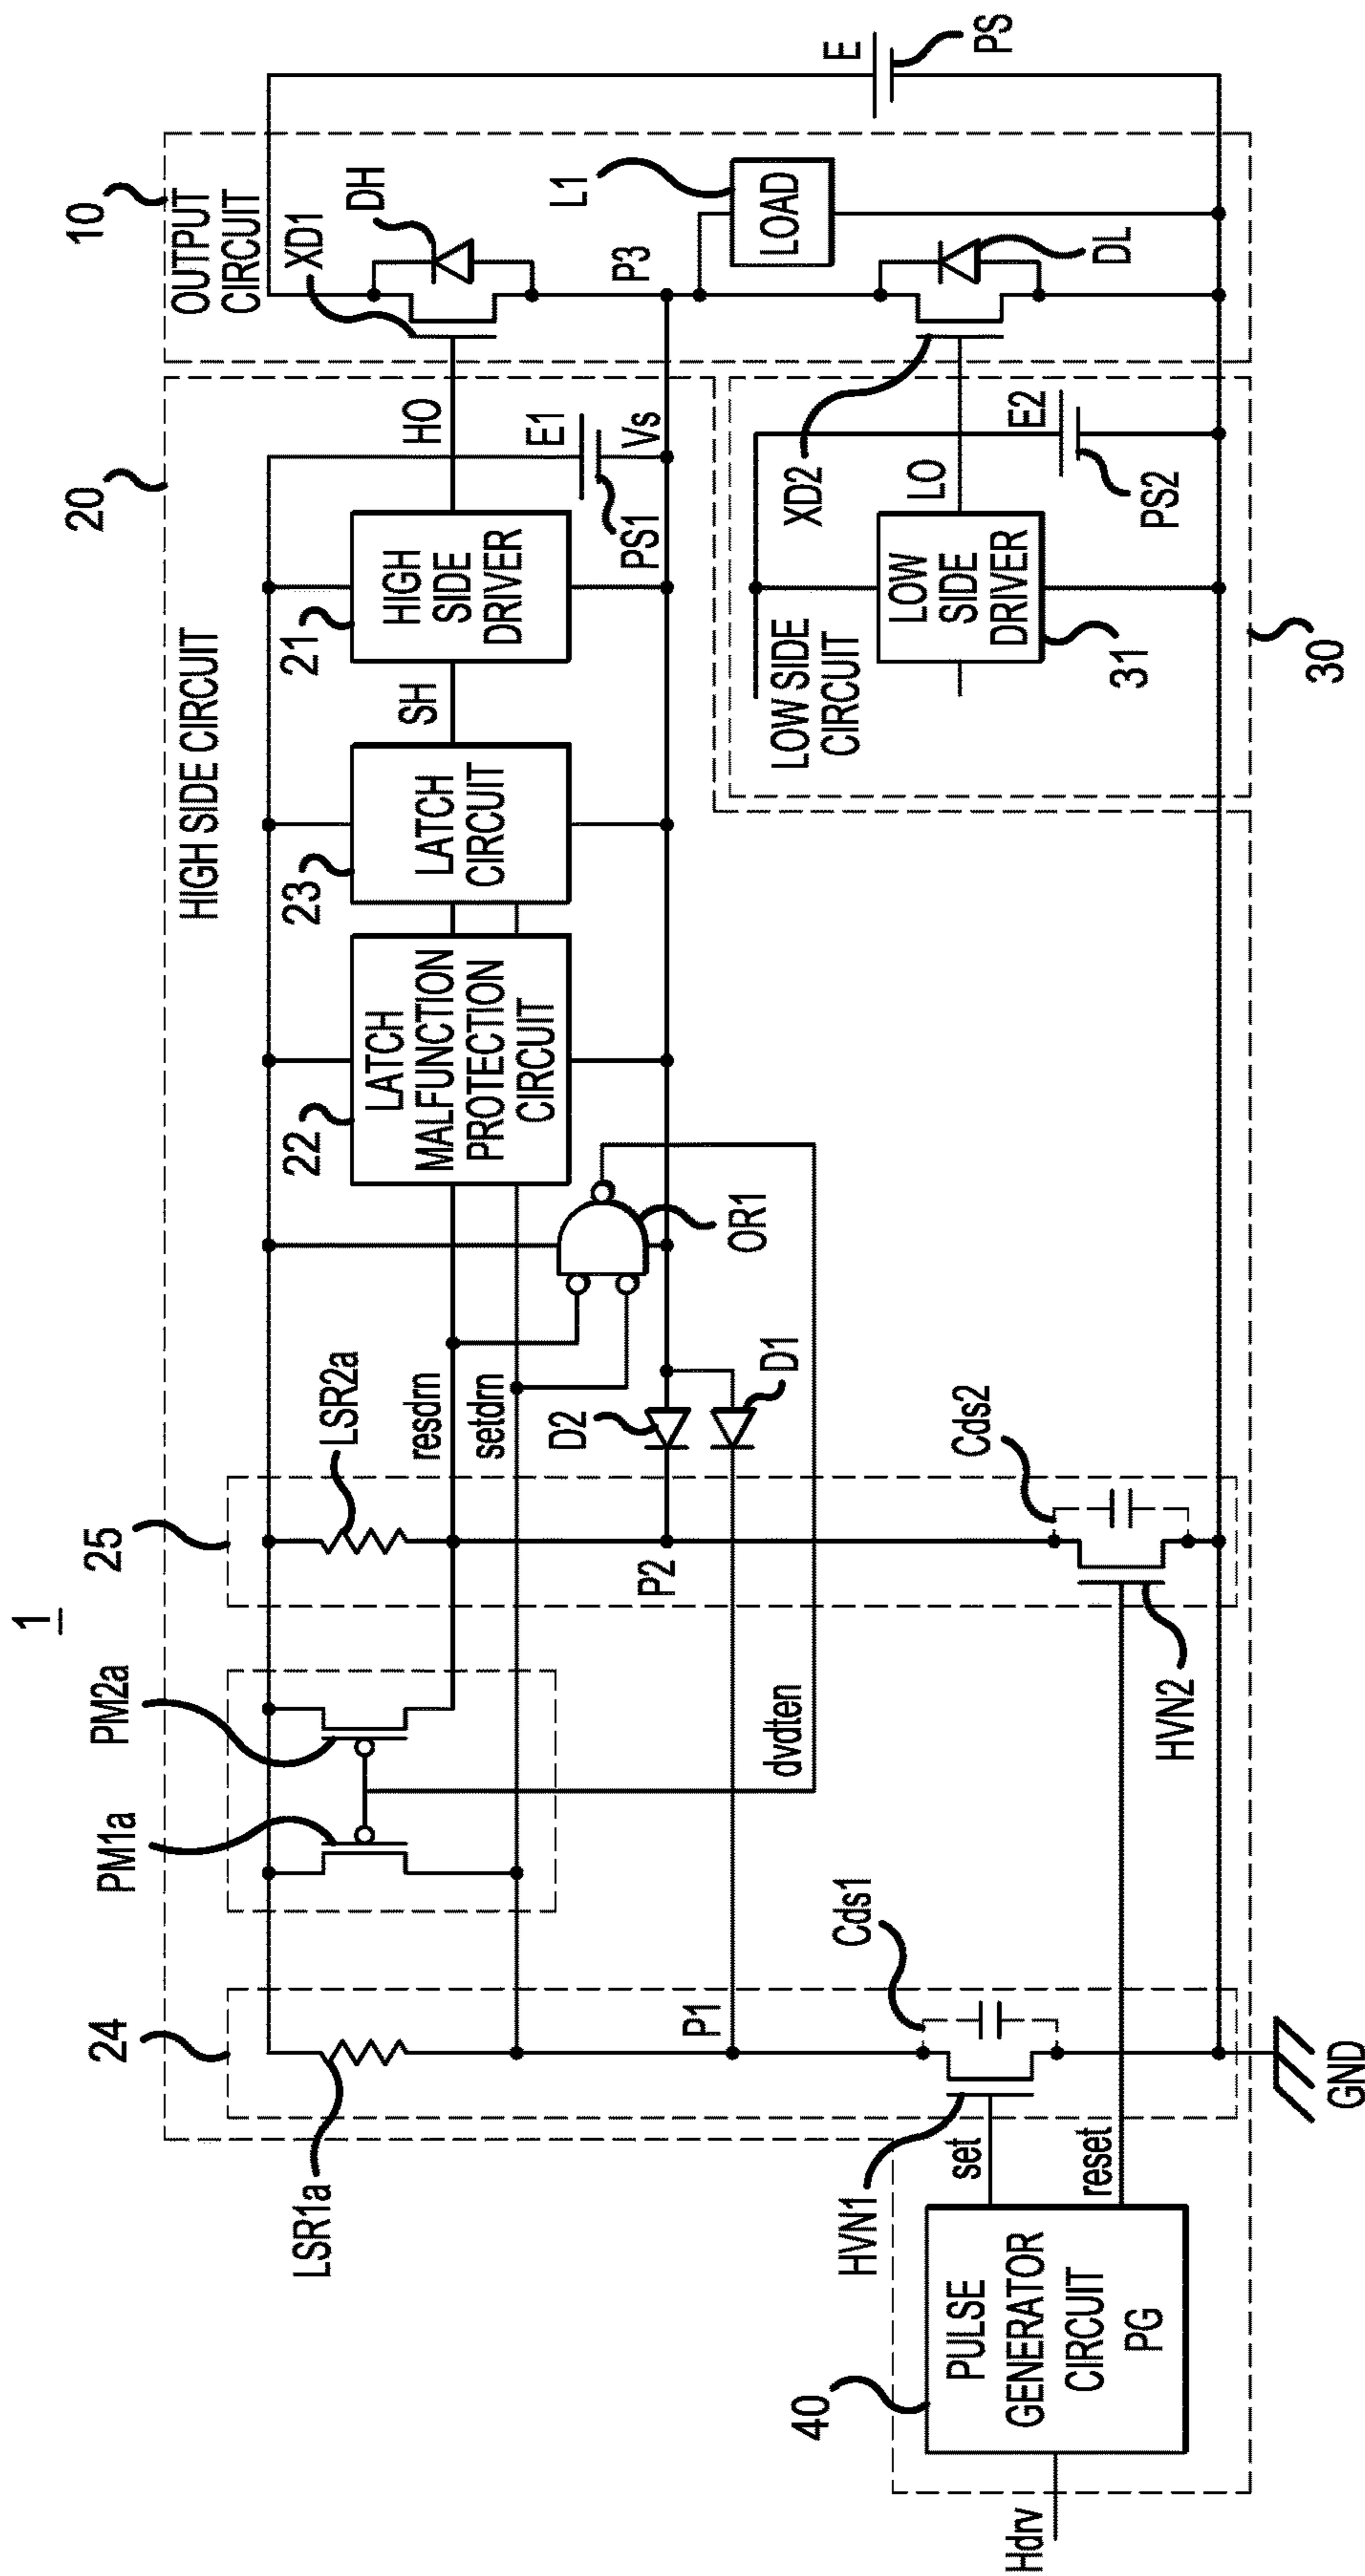 1
24
25
20
10
HIGH SIDE CIRCUIT
OUTPUT
CIRCUIT
LSR1a
PM1a
PM2a
LSR2a
22
23
21
LATCH
MALFUNCTION
PROTECTION
CIRCUIT
LATCH
CIRCUIT
HIGH
SIDE
DRIVER
SH
HO
XD1
DH
resdrn
setdrn
OR1
PS1
E1
Vs
P3
L1
LOAD
E
PS
P1
P2
D2
D1
dvdten
LOW SIDE
CIRCUIT
LOW
SIDE
DRIVER
31
LO
XD2
E2
PS2
DL
30
Cds1
Cds2
HVN1
HVN2
set
reset
40
PULSE
GENERATOR
CIRCUIT
PG
Hdrv
GND